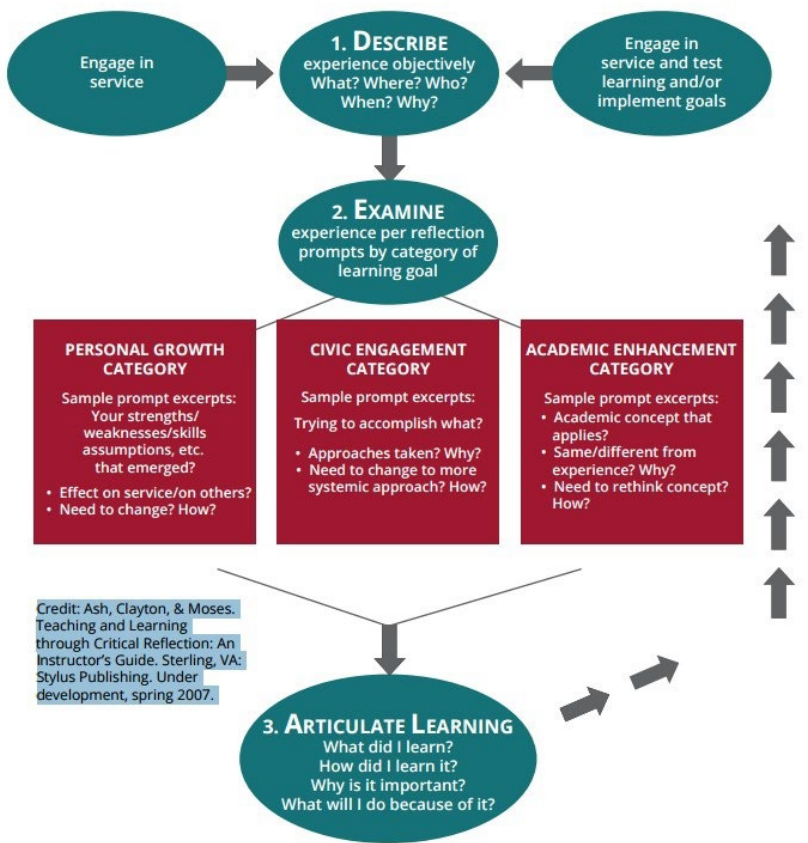 Engage in
service
1. DESCRIBE
experience objectively
What? Where? Who?
When? Why?
Engage in
service and test
learning and/or
implement goals
2. EXAMINE
experience per reflection
prompts by category of
learning goal
PERSONAL GROWTH
CATEGORY
Sample prompt excerpts:
Your strengths/
weaknesses/skills
assumptions, etc.
that emerged?
• Effect on service/on others?
• Need to change? How?
CIVIC ENGAGEMENT
CATEGORY
Sample prompt excerpts:
Trying to accomplish what?
• Approaches taken? Why?
• Need to change to more
systemic approach? How?
ACADEMIC ENHANCEMENT
CATEGORY
Sample prompt excerpts:
• Academic concept that
applies?
• Same/different from
experience? Why?
• Need to rethink concept?
How?
Credit: Ash, Clayton, & Moses.
Teaching and Learning
through Critical Reflection: An
Instructor’s Guide. Sterling, VA:
Stylus Publishing. Under
development, spring 2007.
3. ARTICULATE LEARNING
What did I learn?
How did I learn it?
Why is it important?
What will I do because of it?